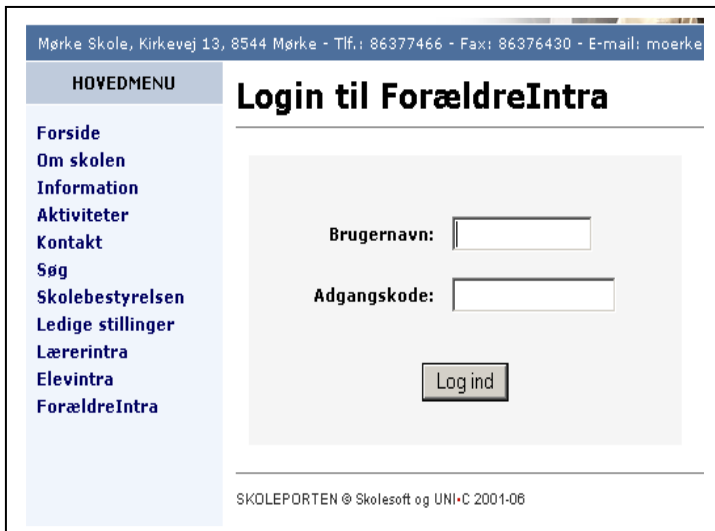 Mørke Skole, Kirkevej 13, 8544 Mørke - Tlf.: 86377466 - Fax: 86376430 - E-mail: moerke
HOVEDMENU
Forside
Om skolen
Information
Aktiviteter
Kontakt
Søg
Skolebestyrelsen
Ledige stillinger
Lærerintra
Elevintra
ForældreIntra
Login til ForældreIntra
Brugernavn:
Adgangskode:
Log ind
SKOLEPORTEN © Skolesoft og UNI•C 2001-06